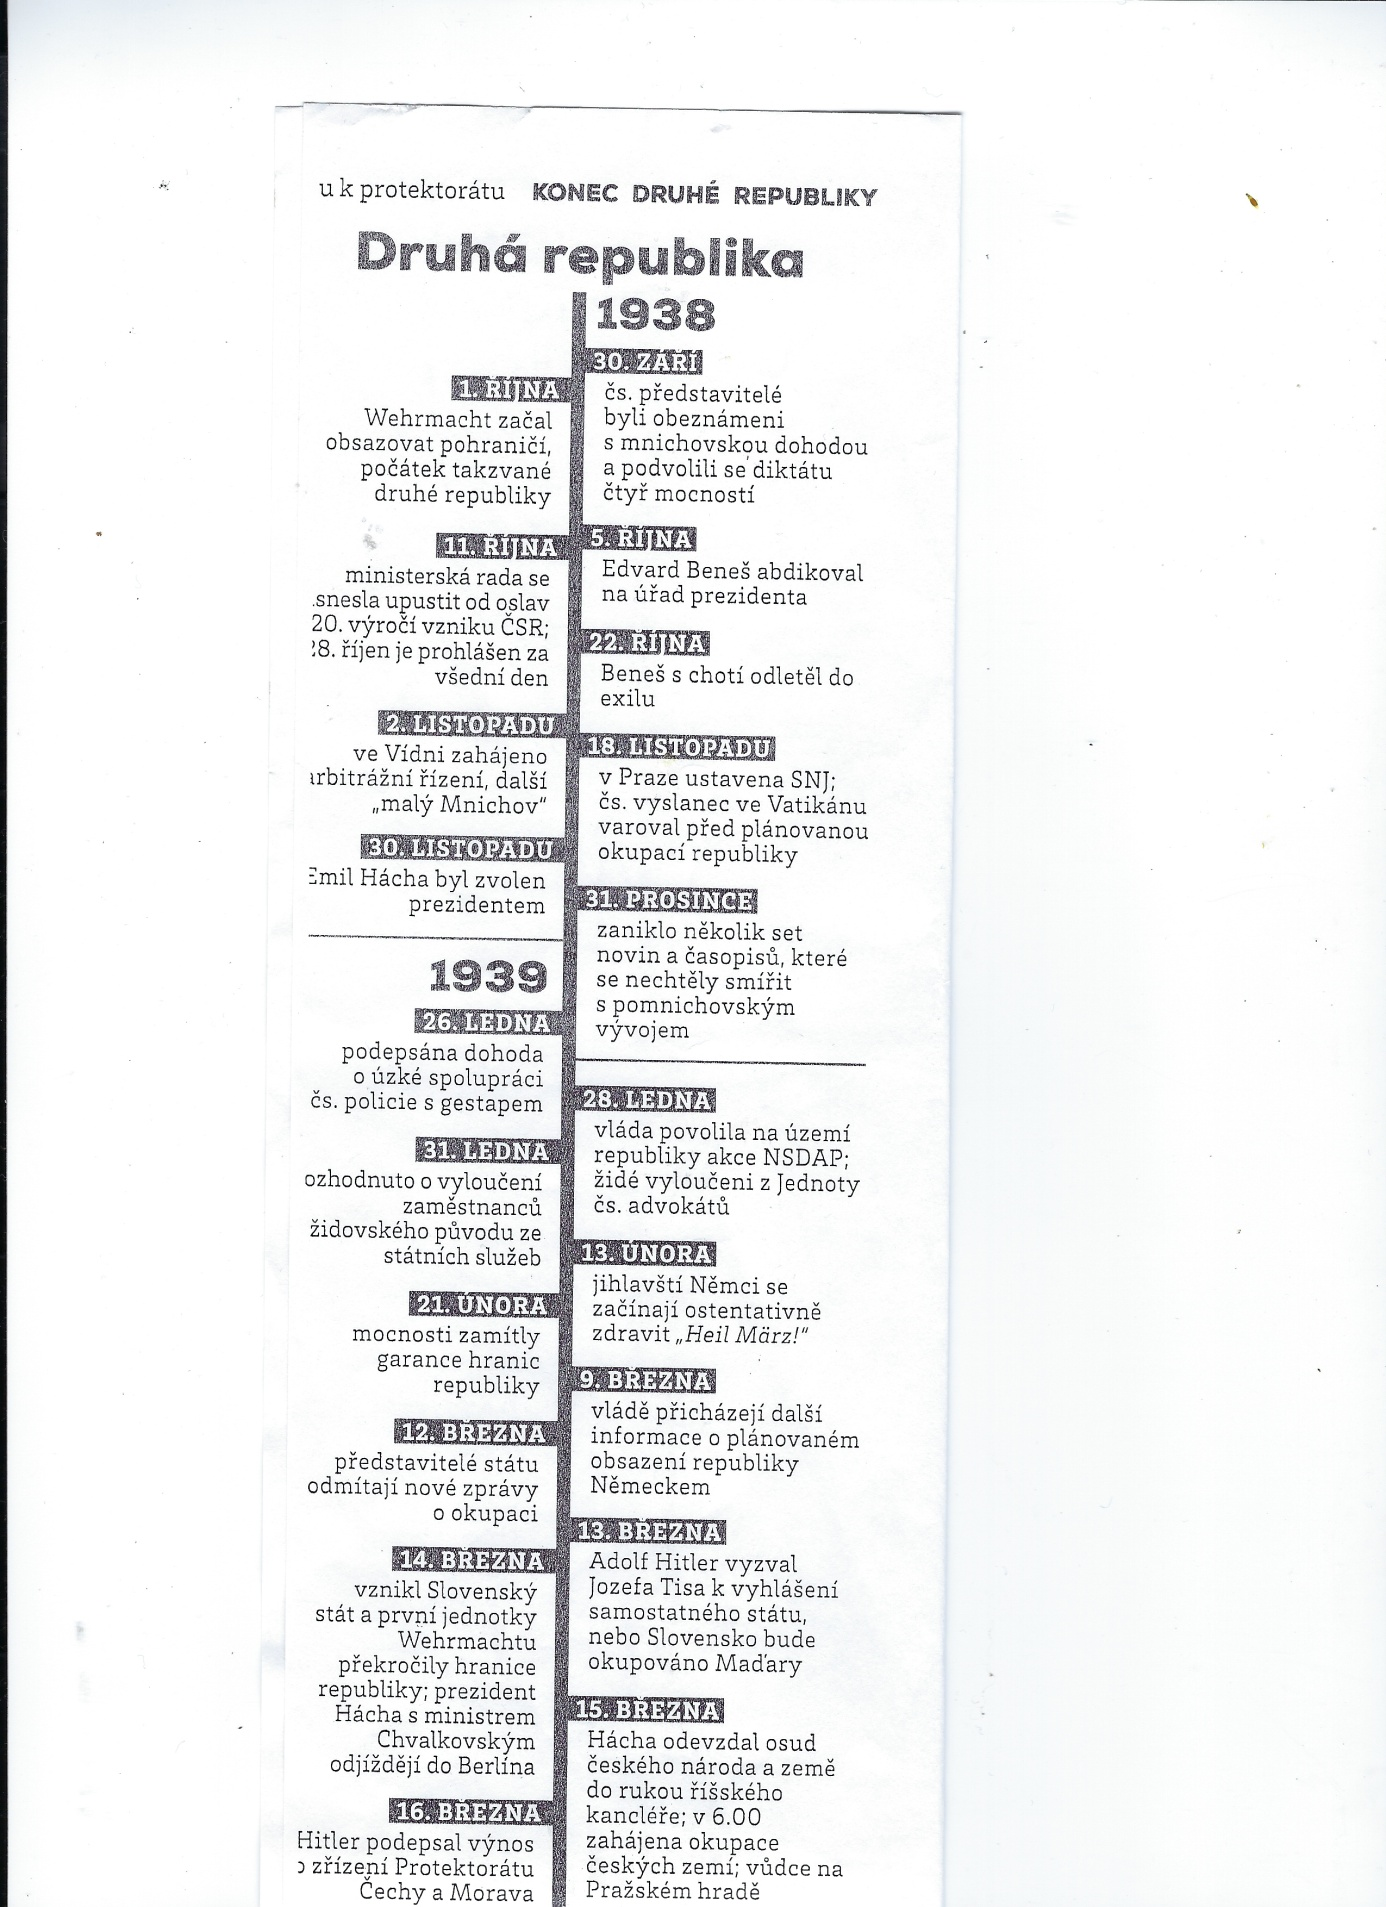 u k protektorátu KONEC DRUHÉ REPUBLIKY
Druhá republika
1938
30. ZÁŘÍ
čs. představitelé
byli obeznámeni
s mnichovskou dohodou
a podvolili se diktátu
čtyř mocností
1. ŘÍJNA
Wehrmacht začal
obsazovat pohraničí,
počátek takzvané
druhé republiky
5. ŘÍJNA
Edvard Beneš abdikoval
na úřad prezidenta
11. ŘÍJNA
ministerská rada se
snesla upustit od oslav
20. výročí vzniku ČSR;
8. říjen je prohlášen za
všední den
22. ŘÍJNA
Beneš s chotí odletěl do
exilu
2. LISTOPADU
ve Vídni zahájeno
rbitrážní řízení, další
„malý Mnichov“
18. LISTOPADU
v Praze ustavena SNJ;
čs. vyslanec ve Vatikánu
varoval před plánovanou
okupací republiky
30. LISTOPADU
Emil Hácha byl zvolen
prezidentem
31. PROSINCE
zaniklo několik set
novin a časopisů, které
se nechtěly smířit
s pomnichovským
vývojem
1939
26. LEDNA
podepsána dohoda
o úzké spolupráci
čs. policie s gestapem
28. LEDNA
vláda povolila na území
republiky akce NSDAP;
židé vyloučeni z Jednoty
čs. advokátů
31. LEDNA
ozhodnuto o vyloučení
zaměstnanců
židovského původu ze
státních služeb
13. ÚNORA
jihlavští Němci se
začínají ostentativně
zdravit „Heil März!“
21. ÚNORA
mocnosti zamítly
garance hranic
republiky
9. BŘEZNA
vládě přicházejí další
informace o plánovaném
obsazení republiky
Německem
12. BŘEZNA
představitelé státu
odmítají nové zprávy
o okupaci
13. BŘEZNA
Adolf Hitler vyzval
Jozefa Tisa k vyhlášení
samostatného státu,
nebo Slovensko bude
okupováno Maďary
14. BŘEZNA
vznikl Slovenský
stát a první jednotky
Wehrmachtu
překročily hranice
republiky; prezident
Hácha s ministrem
Chvalkovským
odjíždějí do Berlína
15. BŘEZNA
Hácha odevzdal osud
českého národa a země
do rukou říšského
kancléře; v 6.00
zahájena okupace
českých zemí; vůdce na
Pražském hradě
16. BŘEZNA
Hitler podepsal výnos
o zřízení Protektorátu
Čechy a Morava